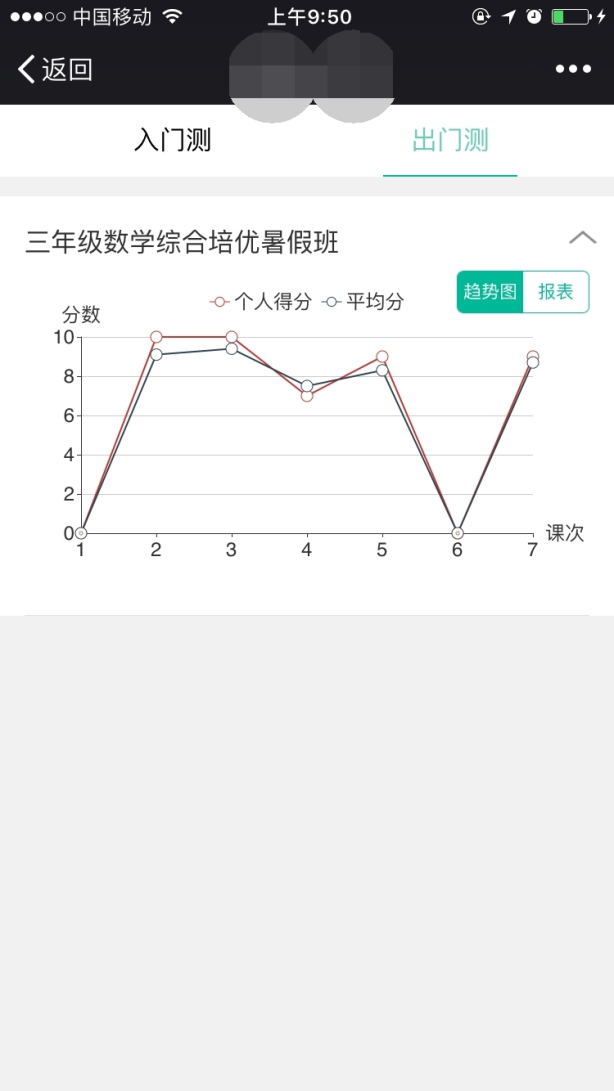 中国移动 上午9:50
返回
入门测 出门测
三年级数学综合培优暑假班
趋势图 报表
个人得分 平均分
分数
10
8
6
4
2
0
1 2 3 4 5 6 7
课次